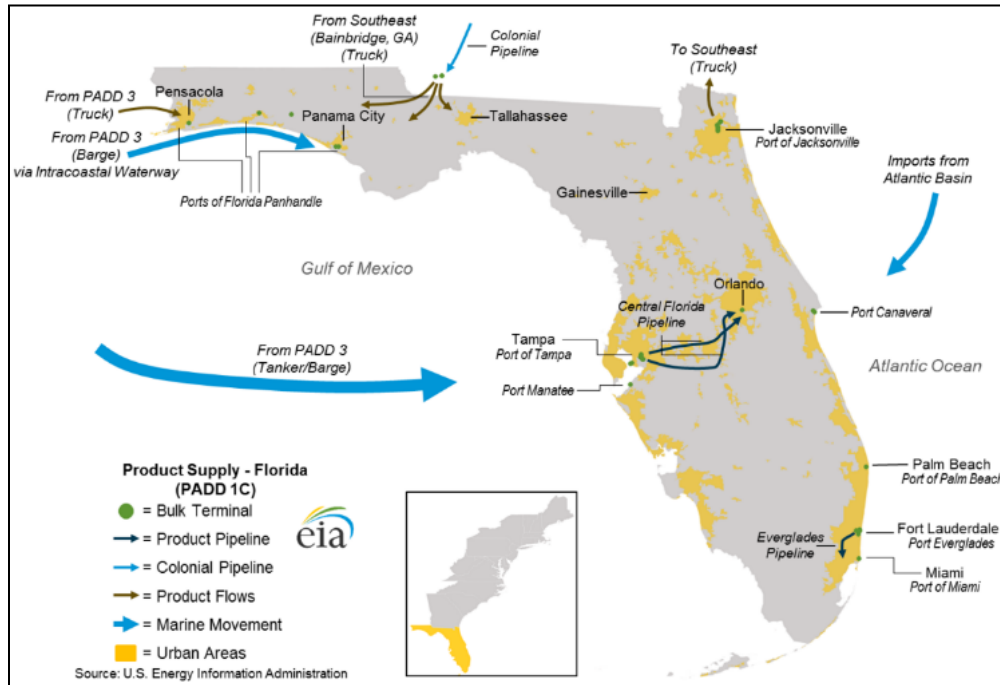 From Southeast
(Bainbridge, GA)
(Truck)
Colonial
Pipeline
To Southeast
(Truck)
From PADD 3
(Truck)
Pensacola
Panama City
Tallahassee
Jacksonville
Port of Jacksonville
From PADD 3
(Barge)
via Intracoastal Waterway
Ports of Florida Panhandle
Gainesville
Imports from
Atlantic Basin
Gulf of Mexico
Orlando
Central Florida
Pipeline
Port Canaveral
Tampa
Port of Tampa
From PADD 3
(Tanker/Barge)
Port Manatee
Atlantic Ocean
Product Supply - Florida
(PADD 1C)
= Bulk Terminal
eia
= Product Pipeline
= Colonial Pipeline
= Product Flows
= Marine Movement
= Urban Areas
Source: U.S. Energy Information Administration
Palm Beach
Port of Palm Beach
Everglades
Pipeline
Fort Lauderdale
Port Everglades
Miami
Port of Miami